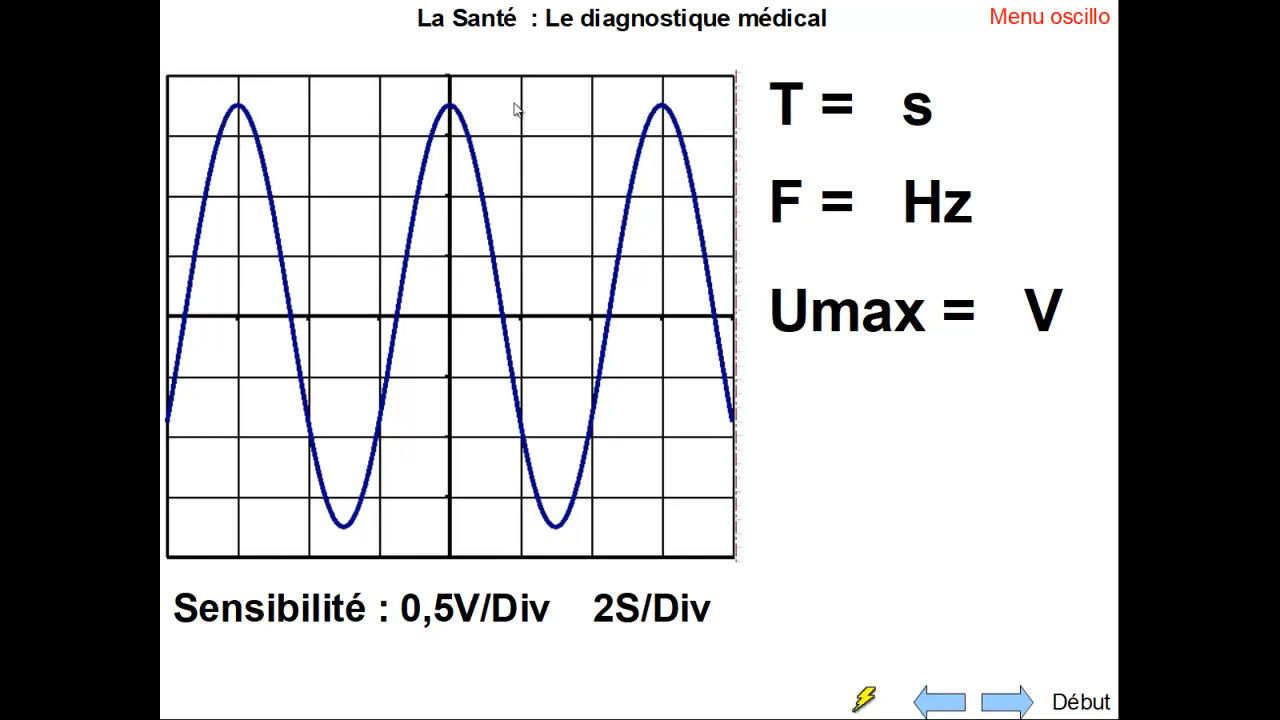 La Santé : Le diagnostique médical
Menu oscillo
T = s
F = Hz
Umax = V
Sensibilité : 0,5V/Div 2S/Div
Début